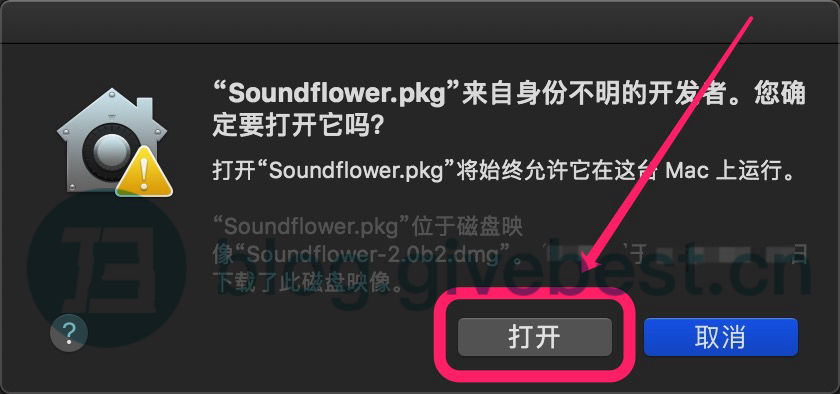 “Soundflower.pkg”来自身份不明的开发者。您确
定要打开它吗？
打开“Soundflower.pkg”将始终允许它在这台 Mac 上运行。
“Soundflower.pkg”位于磁盘映
像“Soundflower-2.0b2.dmg”。 于 日
下载了此磁盘映像。
blog.givebest.cn
?
打开
取消